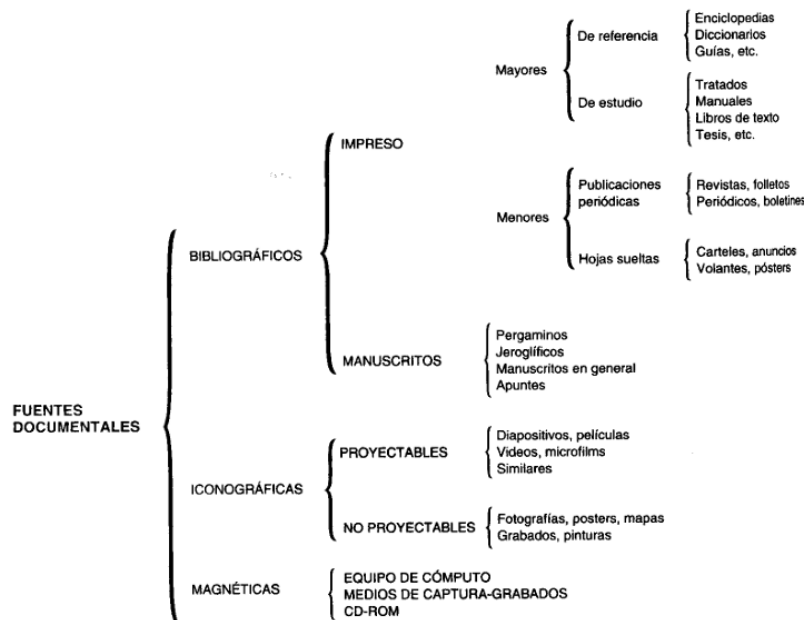 FUENTES
DOCUMENTALES
BIBLIOGRÁFICOS
IMPRESO
Mayores
De referencia
Enciclopedias
Diccionarios
Guías, etc.
De estudio
Tratados
Manuales
Libros de texto
Tesis, etc.
Menores
Publicaciones
periódicas
Revistas, folletos
Periódicos, boletines
Hojas sueltas
Carteles, anuncios
Volantes, pósters
MANUSCRITOS
Pergaminos
Jeroglíficos
Manuscritos en general
Apuntes
ICONOGRÁFICAS
PROYECTABLES
Diapositivos, películas
Videos, microfilms
Similares
NO PROYECTABLES
Fotografías, posters, mapas
Grabados, pinturas
MAGNÉTICAS
EQUIPO DE CÓMPUTO
MEDIOS DE CAPTURA-GRABADOS
CD-ROM